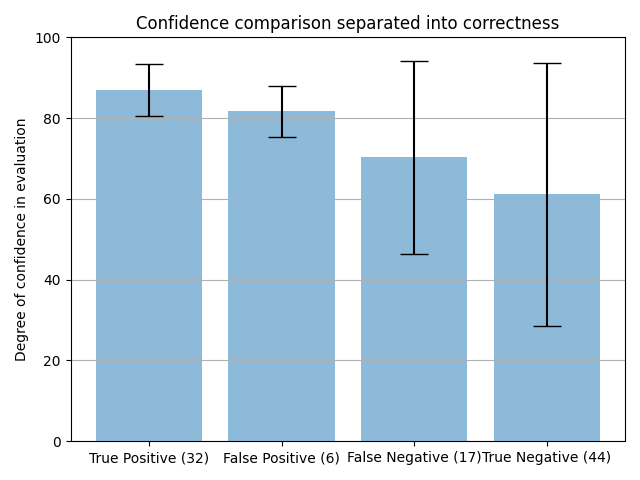 Confidence comparison separated into correctness
Degree of confidence in evaluation
100
80
60
40
20
0
True Positive (32)
False Positive (6)
False Negative (17)
True Negative (44)